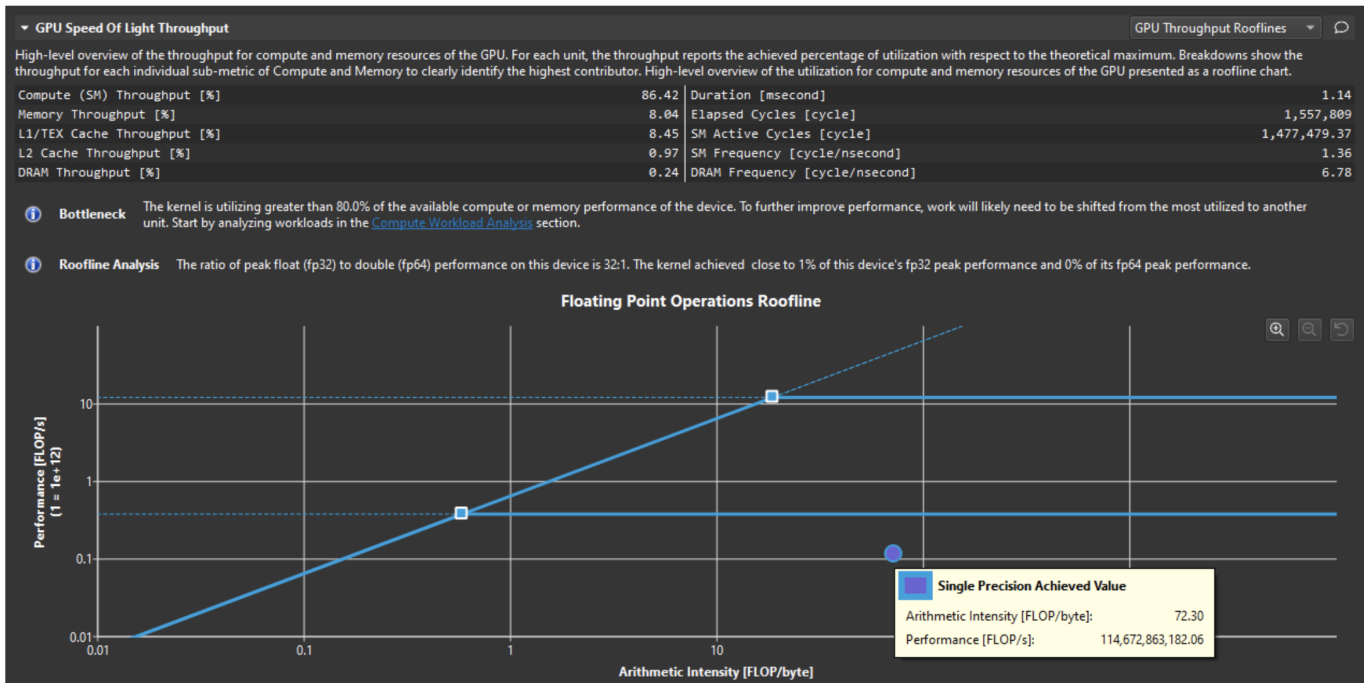 GPU Speed Of Light Throughput
GPU Throughput Rooflines
High-level overview of the throughput for compute and memory resources of the GPU. For each unit, the throughput reports the achieved percentage of utilization with respect to the theoretical maximum. Breakdowns show the
throughput for each individual sub-metric of Compute and Memory to clearly identify the highest contributor. High-level overview of the utilization for compute and memory resources of the GPU presented as a roofline chart.
Compute (SM) Throughput [%] 86.42 Duration [msecond] 1.14
Memory Throughput [%] 8.04 Elapsed Cycles [cycle] 1,557,809
L1/TEX Cache Throughput [%] 8.45 SM Active Cycles [cycle] 1,477,479.37
L2 Cache Throughput [%] 0.97 SM Frequency [cycle/nsecond] 1.36
DRAM Throughput [%] 0.24 DRAM Frequency [cycle/nsecond] 6.78
Bottleneck The kernel is utilizing greater than 80.0% of the available compute or memory performance of the device. To further improve performance, work will likely need to be shifted from the most utilized to another
unit. Start by analyzing workloads in the Compute Workload Analysis section.
Roofline Analysis The ratio of peak float (fp32) to double (fp64) performance on this device is 32:1. The kernel achieved close to 1% of this device's fp32 peak performance and 0% of its fp64 peak performance.
Floating Point Operations Roofline
Performance [FLOP/s]
(1 = 1e+12)
10
1
0.1
0.01
0.01 0.1 1 10
Arithmetic Intensity [FLOP/byte]
Single Precision Achieved Value
Arithmetic Intensity [FLOP/byte]: 72.30
Performance [FLOP/s]: 114,672,863,182.06